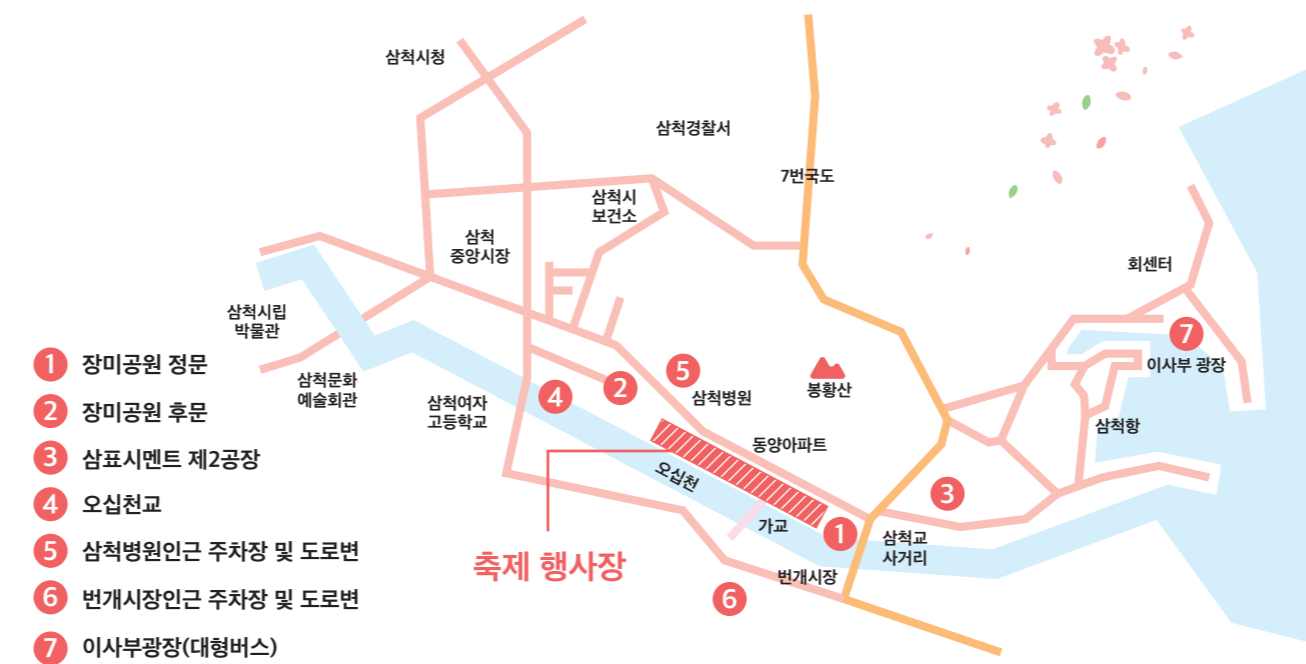 삼척시청
삼척경찰서
7번국도
삼척시
보건소
삼척
중앙시장
회센터
삼척시립
박물관
7
이사부 광장
1 장미공원 정문
2 장미공원 후문
3 삼표시멘트 제2공장
4 오십천교
5 삼척병원인근 주차장 및 도로변
6 번개시장인근 주차장 및 도로변
7 이사부광장(대형버스)
삼척문화
예술회관
삼척여자
고등학교
4
2
5
삼척병원
봉황산
삼척항
동양아파트
오십천
3
가교
1
삼척교
사거리
축제 행사장
번개시장
6